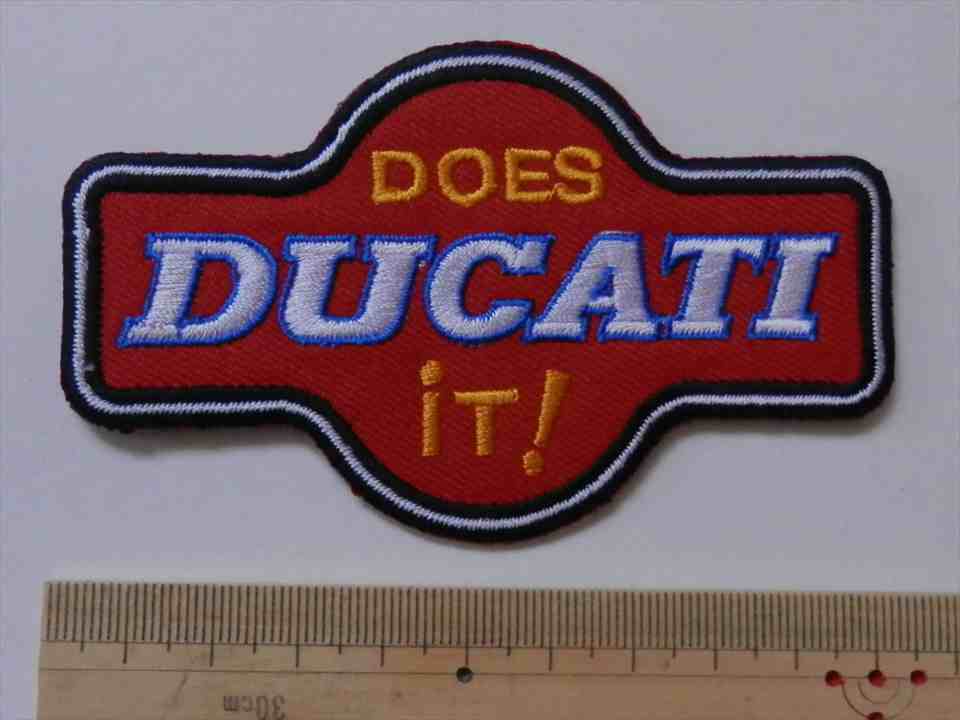 DOES
DUCATI
iT!
30cm